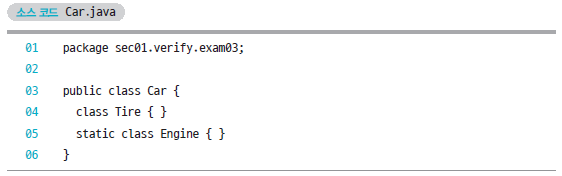 소스 코드 Car.java
01 package sec01.verify.exam03;
02
03 public class Car {
04 class Tire { }
05 static class Engine { }
06 }